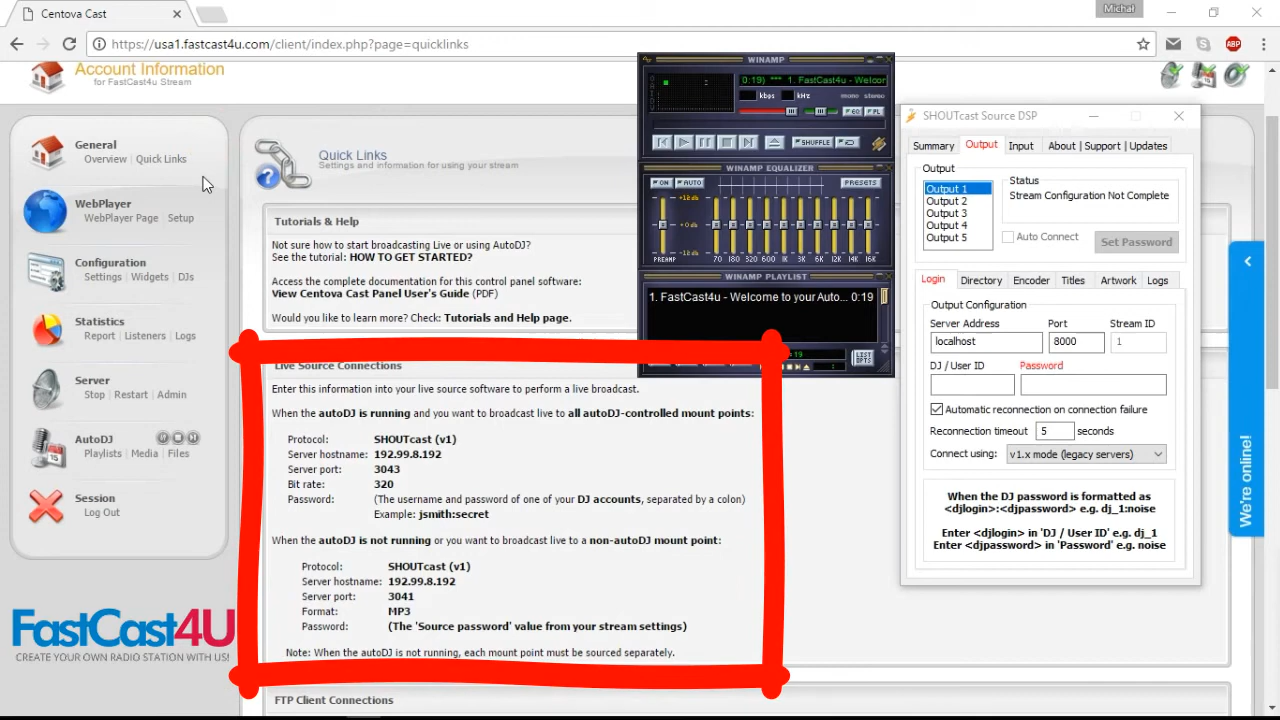 Centova Cast
Michał
https://usa1.fastcast4u.com/client/index.php?page=quicklinks
ABP
Account Information
for FastCast4u Stream
General
Overview | Quick Links
WebPlayer
WebPlayer Page | Setup
Configuration
Settings | Widgets | DJs
Statistics
Report | Listeners | Logs
Server
Stop | Restart | Admin
AutoDJ
Playlists | Media | Files
Session
Log Out
FastCast4U
CREATE YOUR OWN RADIO STATION WITH US!
Quick Links
Settings and information for using your stream
Tutorials & Help
Not sure how to start broadcasting Live or using AutoDJ?
See the tutorial: HOW TO GET STARTED?
Access the complete documentation for this control panel software:
View Centova Cast Panel User's Guide (PDF)
Would you like to learn more? Check: Tutorials and Help page.
Live Source Connections
Enter this information into your live source software to perform a live broadcast.
When the autoDJ is running and you want to broadcast live to all autoDJ-controlled mount points:
Protocol: SHOUTcast (v1)
Server hostname: 192.99.8.192
Server port: 3043
Bit rate: 320
Password: (The username and password of one of your DJ accounts, separated by a colon)
Example: jsmith:secret
When the autoDJ is not running or you want to broadcast live to a non-autoDJ mount point:
Protocol: SHOUTcast (v1)
Server hostname: 192.99.8.192
Server port: 3041
Format: MP3
Password: (The 'Source password' value from your stream settings)
Note: When the autoDJ is not running, each mount point must be sourced separately.
FTP Client Connections
WINAMP
0:19) *** 1. FastCast4u - Welcor
kbps kHz mono stereo
EQ PL
SHUFFLE
WINAMP EQUALIZER
ON AUTO PRESETS
+12 db
+0 db
-12 db
PREAMP 70 180 320 600 1K 3K 6K 12K 14K 16K
WINAMP PLAYLIST
1. FastCast4u - Welcome to your Auto... 0:19
LIST OPTS
SHOUTcast Source DSP
Summary Output Input About | Support | Updates
Output
Output 1
Output 2
Output 3
Output 4
Output 5
Status
Stream Configuration Not Complete
Auto Connect Set Password
Login Directory Encoder Titles Artwork Logs
Output Configuration
Server Address Port Stream ID
localhost 8000 1
DJ / User ID Password
Automatic reconnection on connection failure
Reconnection timeout 5 seconds
Connect using: v1.x mode (legacy servers)
When the DJ password is formatted as
<djlogin>:<djpassword> e.g. dj_1:noise
Enter <djlogin> in 'DJ / User ID' e.g. dj_1
Enter <djpassword> in 'Password' e.g. noise
We're online!